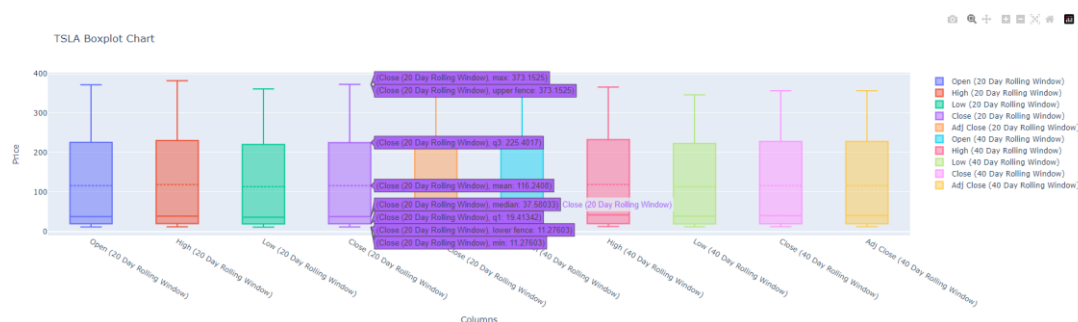 TSLA Boxplot Chart
400
300
200
100
0
Price
(Close (20 Day Rolling Window), max: 373.1525)
(Close (20 Day Rolling Window), upper fence: 373.1525)
(Close (20 Day Rolling Window), q3: 225.4017)
(Close (20 Day Rolling Window), mean: 116.2408)
(Close (20 Day Rolling Window), median: 37.58033)
Close (20 Day Rolling Window)
(Close (20 Day Rolling Window), q1: 19.41342)
(Close (20 Day Rolling Window), lower fence: 11.27603)
(Close (20 Day Rolling Window), min: 11.27603)
Open (20 Day Rolling Window)
High (20 Day Rolling Window)
Low (20 Day Rolling Window)
Close (20 Day Rolling Window)
Close (20 Day Rolling Window)
(40 Day Rolling Window)
High (40 Day Rolling Window)
Low (40 Day Rolling Window)
Close (40 Day Rolling Window)
Adj Close (40 Day Rolling Window)
Columns
Open (20 Day Rolling Window)
High (20 Day Rolling Window)
Low (20 Day Rolling Window)
Close (20 Day Rolling Window)
Adj Close (20 Day Rolling Window)
Open (40 Day Rolling Window)
High (40 Day Rolling Window)
Low (40 Day Rolling Window)
Close (40 Day Rolling Window)
Adj Close (40 Day Rolling Window)